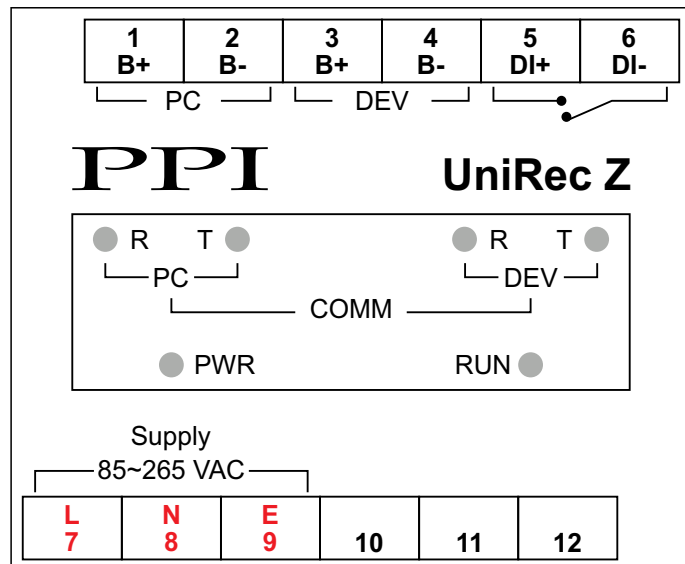 1 2 3 4 5 6
B+ B- B+ B- DI+ DI-
PC DEV
PPI UniRec Z
R T R T
PC DEV
COMM
PWR RUN
Supply
85~265 VAC
L N E
7 8 9 10 11 12